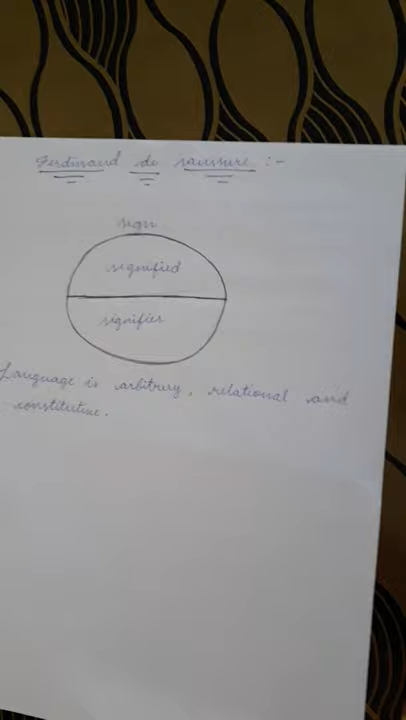 Ferdinand de saussure :-
sign
signified
signifier
Language is arbitrary, relational and
constitutive.